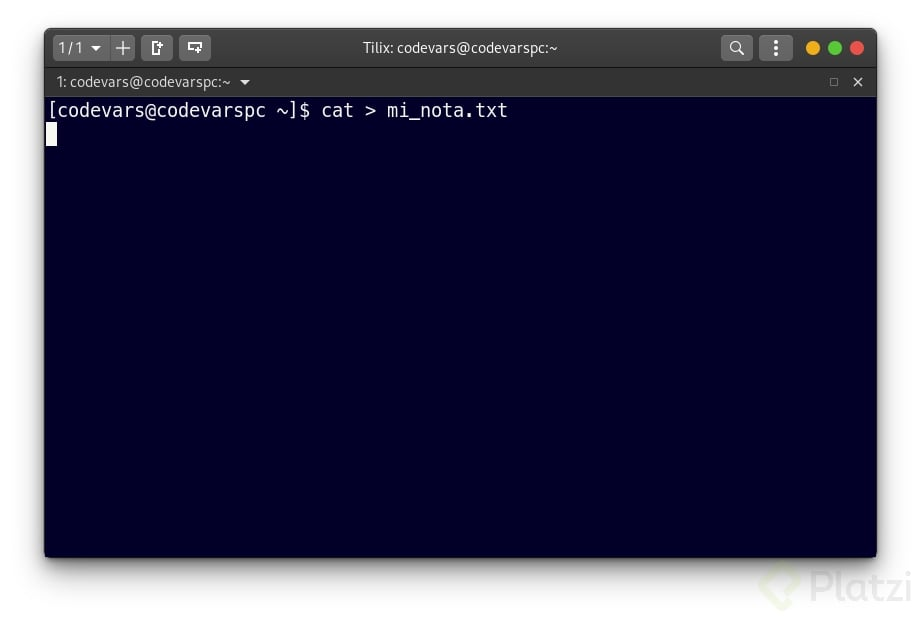 1 / 1
Tilix: codevars@codevarspc:~
1: codevars@codevarspc:~
[codevars@codevarspc ~]$ cat > mi_nota.txt
Platzi